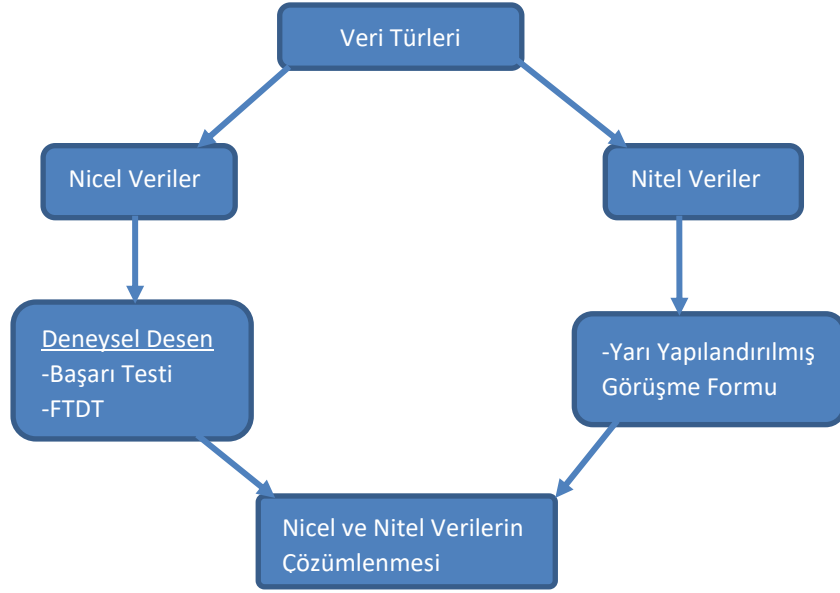 Veri Türleri
Nicel Veriler
Nitel Veriler
Deneysel Desen
-Başarı Testi
-FTDT
-Yarı Yapılandırılmış
Görüşme Formu
Nicel ve Nitel Verilerin
Çözümlenmesi